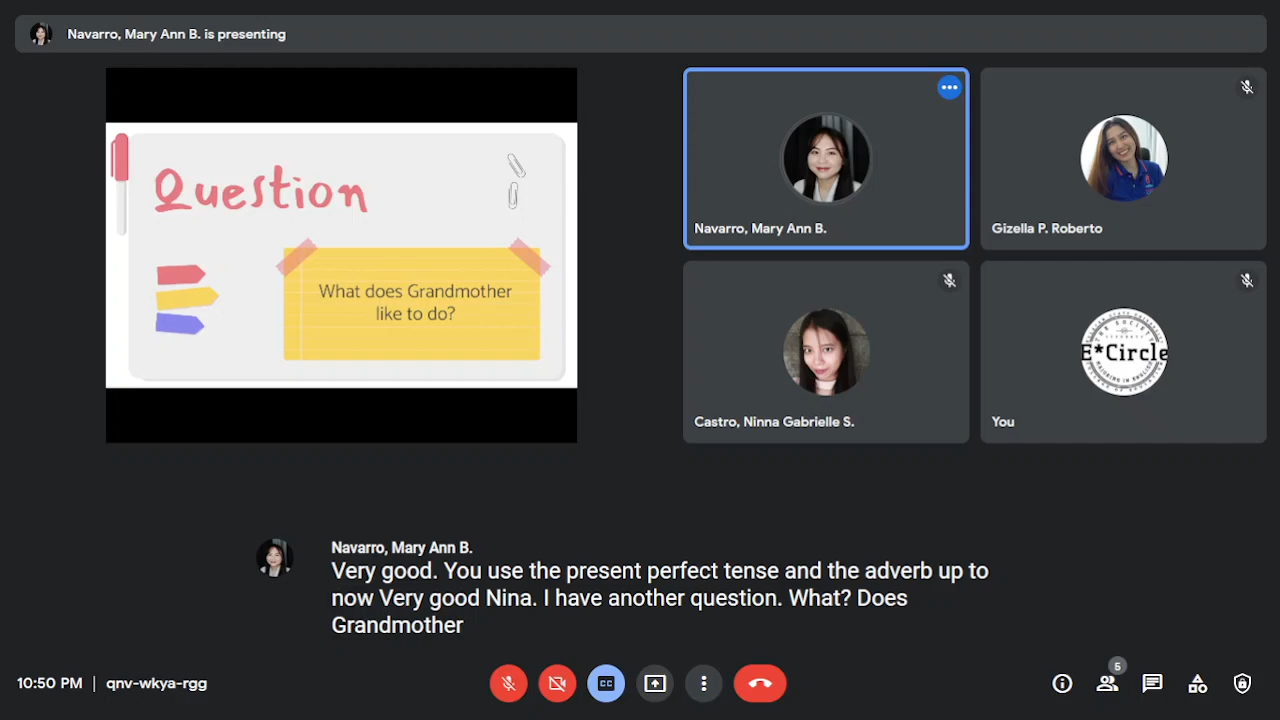 Navarro, Mary Ann B. is presenting
Question
What does Grandmother
like to do?
Navarro, Mary Ann B.
Gizella P. Roberto
Castro, Ninna Gabrielle S.
E*Circle
You
Navarro, Mary Ann B.
Very good. You use the present perfect tense and the adverb up to
now Very good Nina. I have another question. What? Does
Grandmother
10:50 PM | qnv-wkya-rgg
CC
5